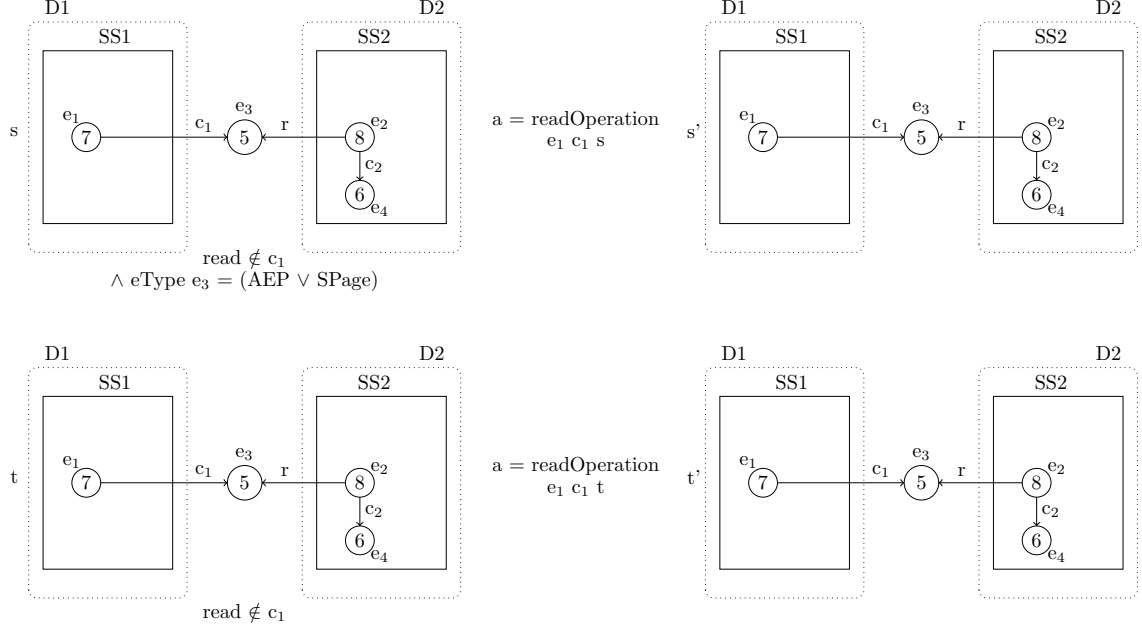 D1 D2 D1 D2
SS1 SS2 SS1 SS2
e₁ e₃ e₂ a = readOperation e₁ e₃ e₂
s 7 c₁ 5 r 8 e₁ c₁ s s' 7 c₁ 5 r 8
c₂ c₂
6 6
e₄ e₄
read ∉ c₁
∧ eType e₃ = (AEP ∨ SPage)
D1 D2 D1 D2
SS1 SS2 SS1 SS2
e₁ e₃ e₂ a = readOperation e₁ e₃ e₂
t 7 c₁ 5 r 8 e₁ c₁ t t' 7 c₁ 5 r 8
c₂ c₂
6 6
e₄ e₄
read ∉ c₁